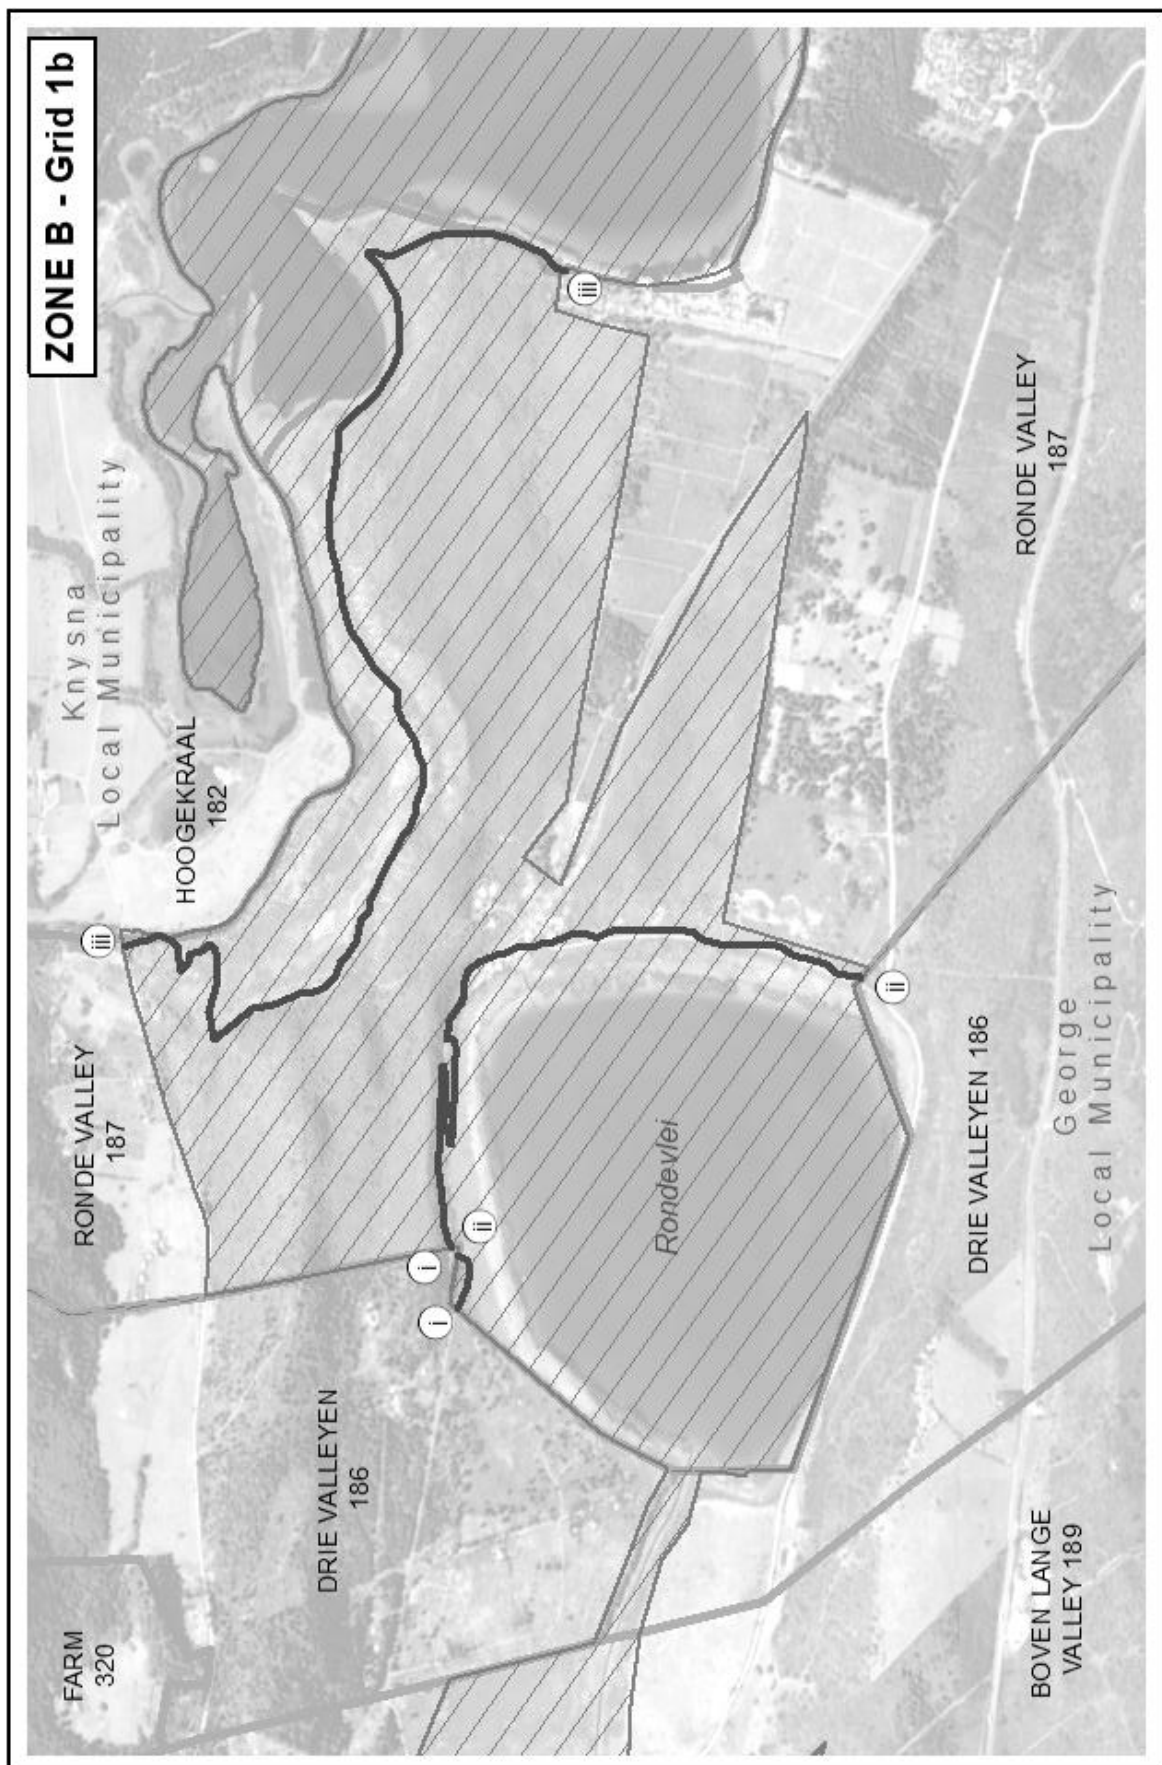 ZONE B - Grid 1b
FARM
320
RONDE VALLEY
187
iii
HOOGEKRAAL
182
Knysna
Local Municipality
DRIE VALLEYEN
186
i
i
ii
iii
Rondevlei
ii
BOVEN LANGE
VALLEY 189
DRIE VALLEYEN 186
George
Local Municipality
RONDE VALLEY
187